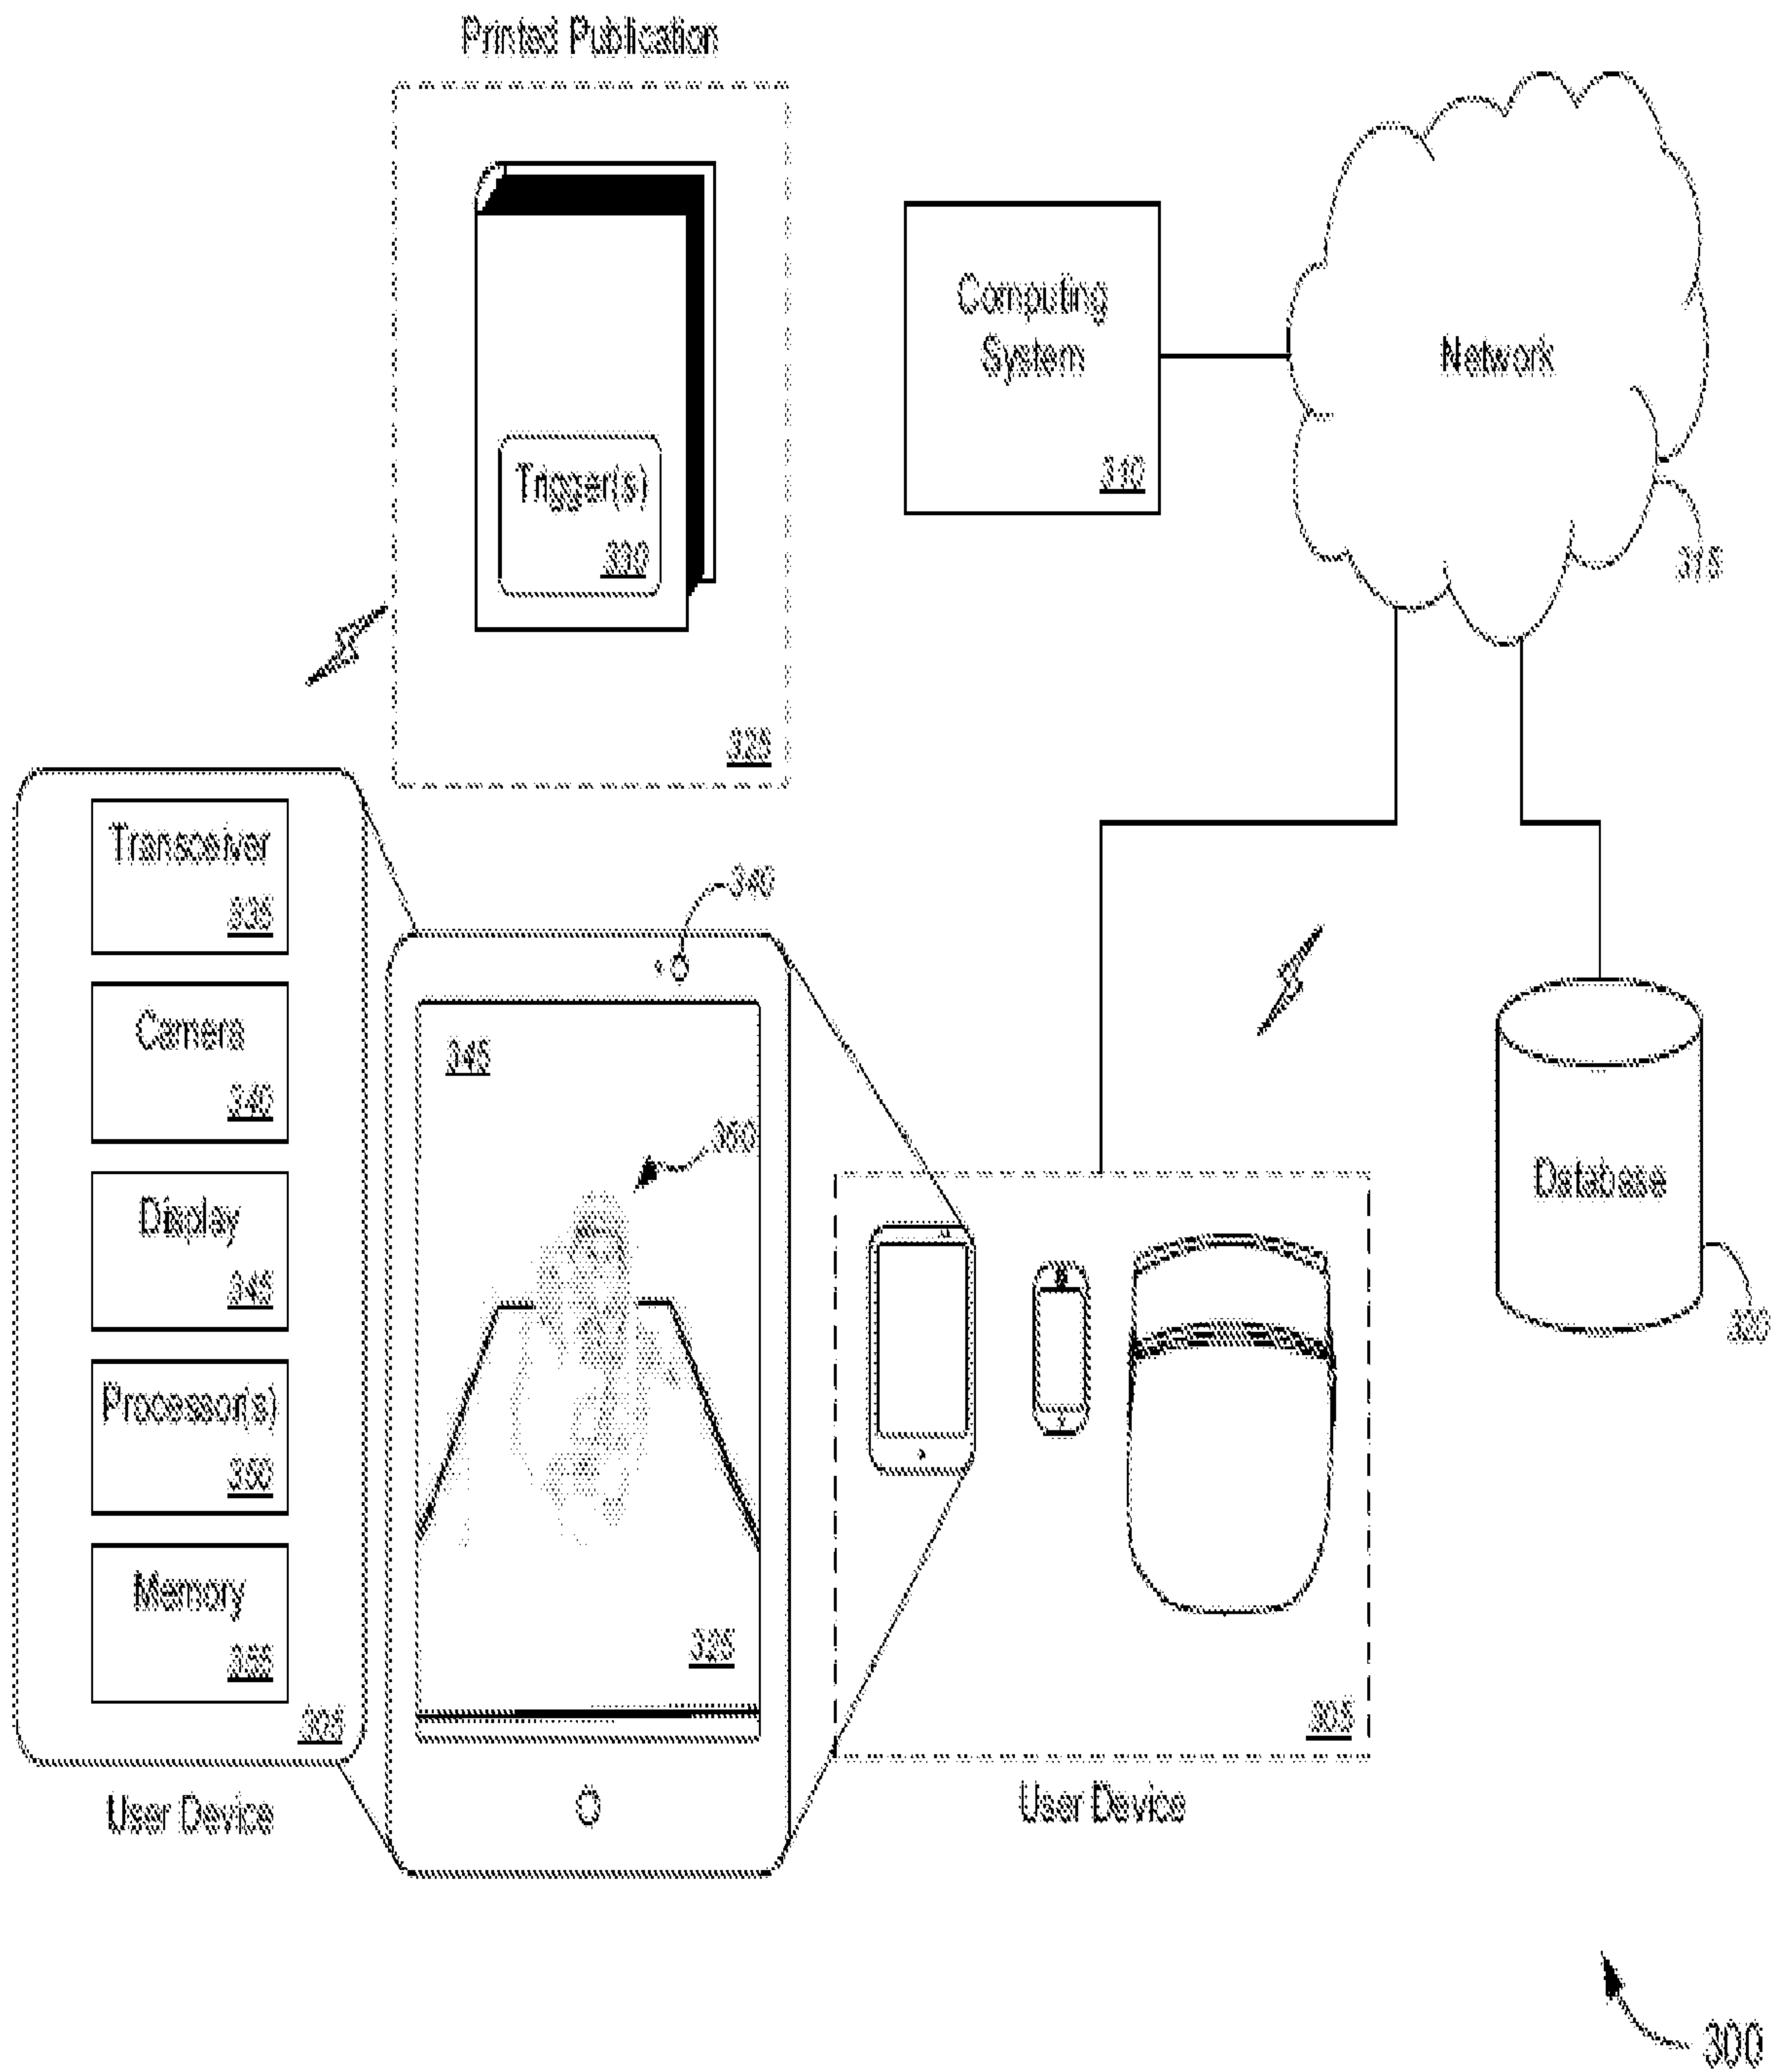 Printed Publication
Computing
System
310
Network
315
Trigger(s)
330
325
Transceiver
335
Camera
340
Display
345
Processor(s)
350
Memory
355
305
User Device
340
345
360
325
305
User Device
Database
320
300